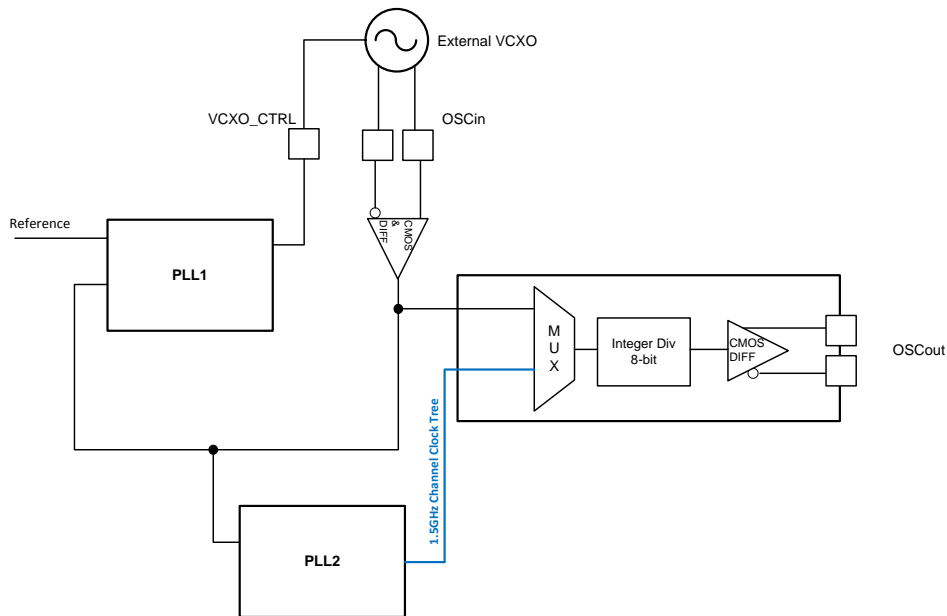 External VCXO
VCXO_CTRL
OSCin
CMOS
&
DIFF
Reference
PLL1
MUX
Integer Div
8-bit
CMOS
DIFF
OSCout
1.5GHz Channel Clock Tree
PLL2